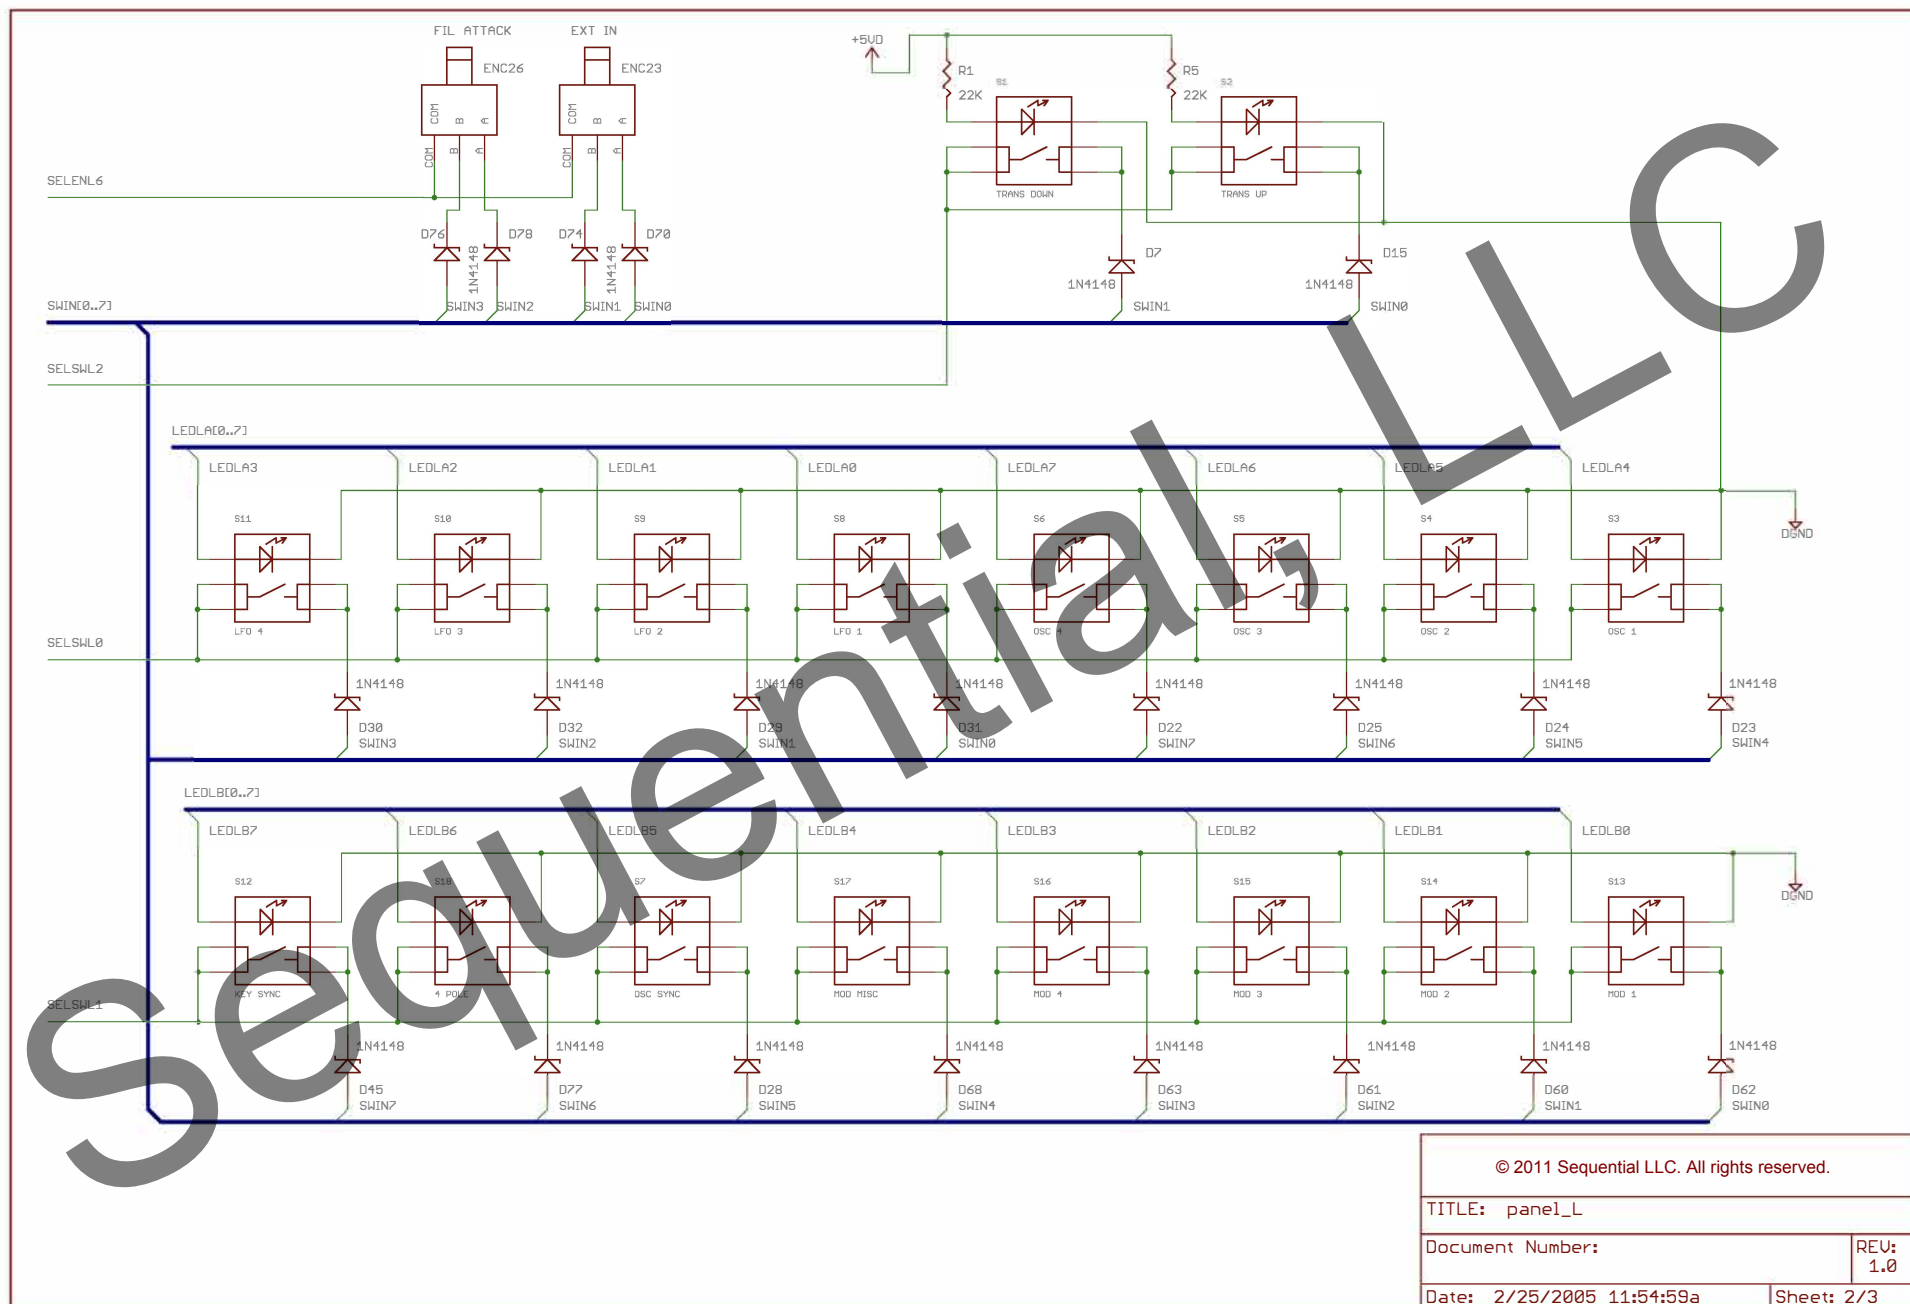 FIL ATTACK
EXT IN
ENC26
ENC23
COM
B
A
COM
B
A
COM
B
A
COM
B
A
+5VD
R1
22K
R5
22K
S1
S2
TRANS DOWN
TRANS UP
SELENL6
D76
D78
1N4148
D74
D70
1N4148
D7
1N4148
D15
1N4148
SWIN[0..7]
SWIN3
SWIN2
SWIN1
SWIN0
SWIN1
SWIN0
SELSWL2
LEDLA[0..7]
LEDLA3
LEDLA2
LEDLA1
LEDLA0
LEDLA7
LEDLA6
LEDLA5
LEDLA4
S11
S10
S9
S8
S6
S5
S4
S3
DGND
LFO 4
LFO 3
LFO 2
LFO 1
OSC 4
OSC 3
OSC 2
OSC 1
SELSWL0
1N4148
1N4148
1N4148
1N4148
1N4148
1N4148
1N4148
1N4148
D30
D32
D29
D31
D22
D25
D24
D23
SWIN3
SWIN2
SWIN1
SWIN0
SWIN7
SWIN6
SWIN5
SWIN4
LEDLB[0..7]
LEDLB7
LEDLB6
LEDLB5
LEDLB4
LEDLB3
LEDLB2
LEDLB1
LEDLB0
S12
S18
S7
S17
S16
S15
S14
S13
DGND
KEY SYNC
4 POLE
OSC SYNC
MOD MISC
MOD 4
MOD 3
MOD 2
MOD 1
SELSWL1
1N4148
1N4148
1N4148
1N4148
1N4148
1N4148
1N4148
1N4148
D45
D77
D28
D68
D63
D61
D60
D62
SWIN7
SWIN6
SWIN5
SWIN4
SWIN3
SWIN2
SWIN1
SWIN0
Sequential, LLC
© 2011 Sequential LLC. All rights reserved.
TITLE: panel_L
Document Number:
REV:
1.0
Date: 2/25/2005 11:54:59a
Sheet: 2/3